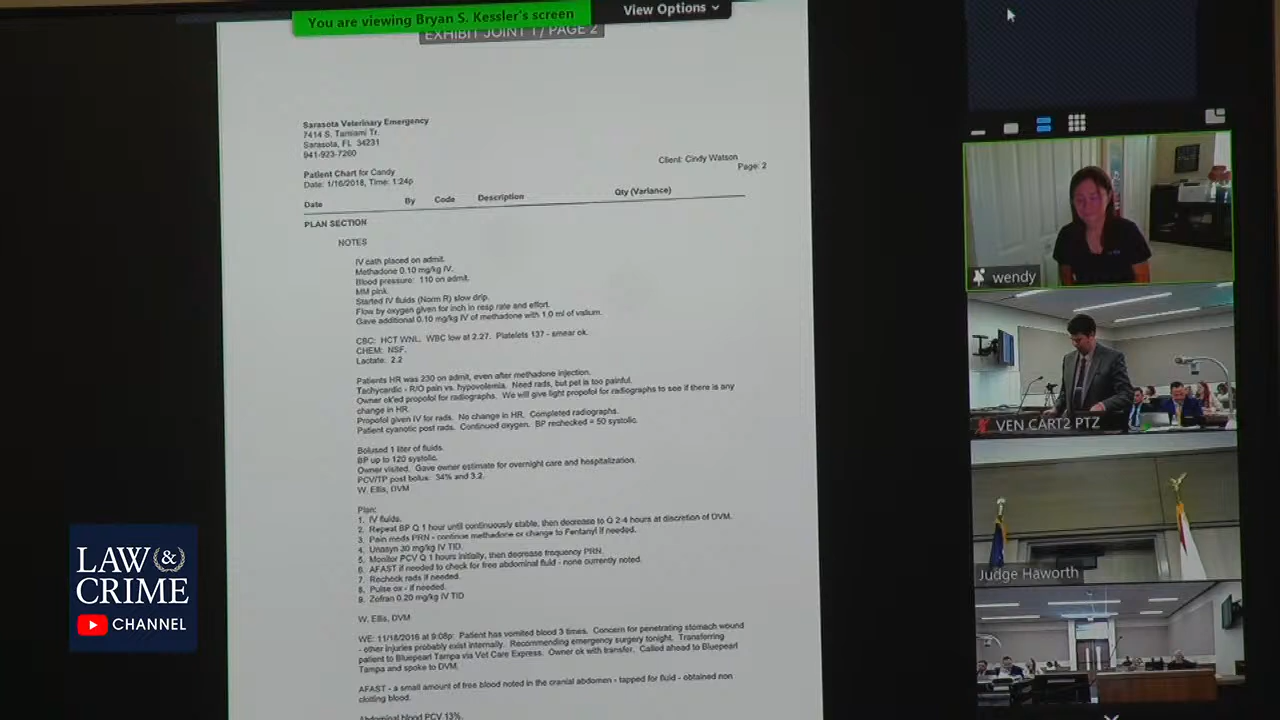 You are viewing Bryan S. Kessler's screen
View Options
EXHIBIT JOINT 1 / PAGE 2
Sarasota Veterinary Emergency
7414 S. Tamiami Tr.
Sarasota, FL 34231
941-923-7260
Client: Cindy Watson
Page: 2
Patient Chart for Candy
Date: 1/16/2018, Time: 1:24p
Date By Code Description Qty (Variance)
PLAN SECTION
NOTES
IV cath placed on admit.
Methadone 0.10 mg/kg IV.
Blood pressure: 110 on admit.
MM pink.
Started IV fluids (Norm R) slow drip.
Flow by oxygen given for inch in resp rate and effort.
Gave additional 0.10 mg/kg IV of methadone with 1.0 ml of valium.
CBC: HCT WNL. WBC low at 2.27. Platelets 137 - smear ok.
CHEM: NSF.
Lactate: 2.2
Patients HR was 230 on admit, even after methadone injection.
Tachycardic - R/O pain vs. hypovolemia. Need rads, but pet is too painful.
Owner ok'ed propofol for radiographs. We will give light propofol for radiographs to see if there is any
change in HR.
Propofol given IV for rads. No change in HR. Completed radiographs.
Patient cyanotic post rads. Continued oxygen. BP rechecked = 50 systolic.
Bolused 1 liter of fluids.
BP up to 120 systolic.
Owner visited. Gave owner estimate for overnight care and hospitalization.
PCV/TP post bolus: 34% and 3.2.
W. Ellis, DVM
Plan:
1. IV fluids.
2. Repeat BP Q 1 hour until continuously stable, then decrease to Q 2-4 hours at discretion of DVM.
3. Pain meds PRN - continue methadone or change to Fentanyl if needed.
4. Unasyn 30 mg/kg IV TID.
5. Monitor PCV Q 1 hours initially, then decrease frequency PRN.
6. AFAST if needed to check for free abdominal fluid - none currently noted.
7. Recheck rads if needed.
8. Pulse ox - if needed.
9. Zofran 0.20 mg/kg IV TID
W. Ellis, DVM
WE: 11/18/2016 at 9:08p: Patient has vomited blood 3 times. Concern for penetrating stomach wound
- other injuries probably exist internally. Recommending emergency surgery tonight. Transferring
patient to Bluepearl Tampa via Vet Care Express. Owner ok with transfer. Called ahead to Bluepearl
Tampa and spoke to DVM.
AFAST - a small amount of free blood noted in the cranial abdomen - tapped for fluid - obtained non
clotting blood.
Abdominal blood PCV 13%.
wendy
VEN CART2 PTZ
Judge Haworth
LAW &
CRIME
CHANNEL